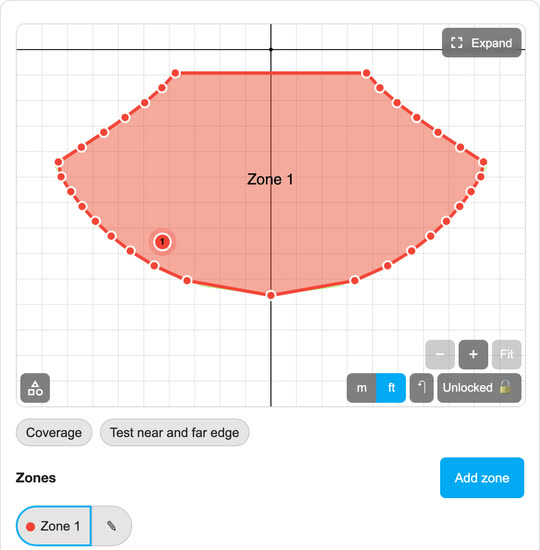 Expand
Zone 1
1
Fit
m ft Unlocked
Coverage Test near and far edge
Zones
Add zone
Zone 1